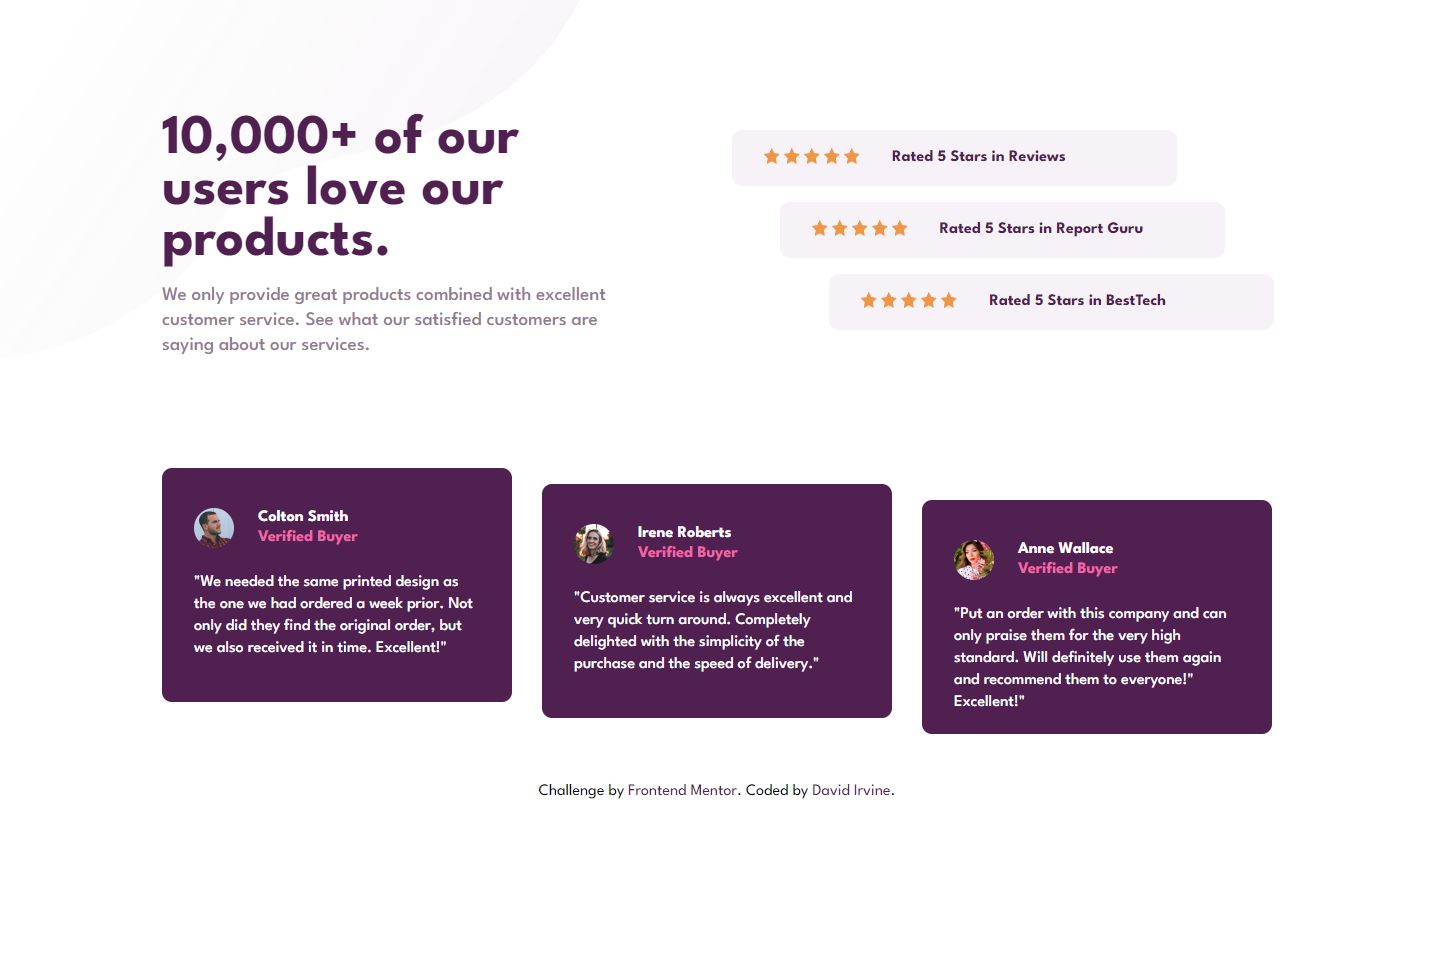 10,000+ of our
users love our
products.
We only provide great products combined with excellent
customer service. See what our satisfied customers are
saying about our services.
Rated 5 Stars in Reviews
Rated 5 Stars in Report Guru
Rated 5 Stars in BestTech
Colton Smith
Verified Buyer
"We needed the same printed design as
the one we had ordered a week prior. Not
only did they find the original order, but
we also received it in time. Excellent!"
Irene Roberts
Verified Buyer
"Customer service is always excellent and
very quick turn around. Completely
delighted with the simplicity of the
purchase and the speed of delivery."
Anne Wallace
Verified Buyer
"Put an order with this company and can
only praise them for the very high
standard. Will definitely use them again
and recommend them to everyone!"
Excellent!"
Challenge by Frontend Mentor. Coded by David Irvine.